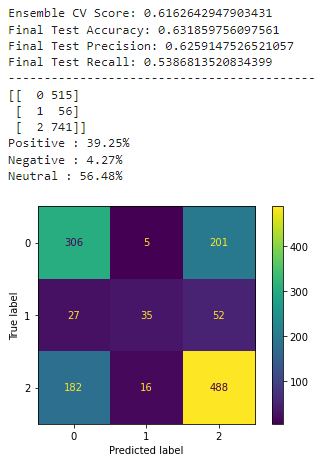 Ensemble CV Score: 0.6162642947903431
Final Test Accuracy: 0.631859756097561
Final Test Precision: 0.6259147526521057
Final Test Recall: 0.5386813520834399
-------------------------------------------
[[  0 515]
 [  1  56]
 [  2 741]]
Positive : 39.25%
Negative : 4.27%
Neutral : 56.48%
0 306 5 201
1 27 35 52
2 182 16 488
0 1 2
True label
Predicted label
400
300
200
100